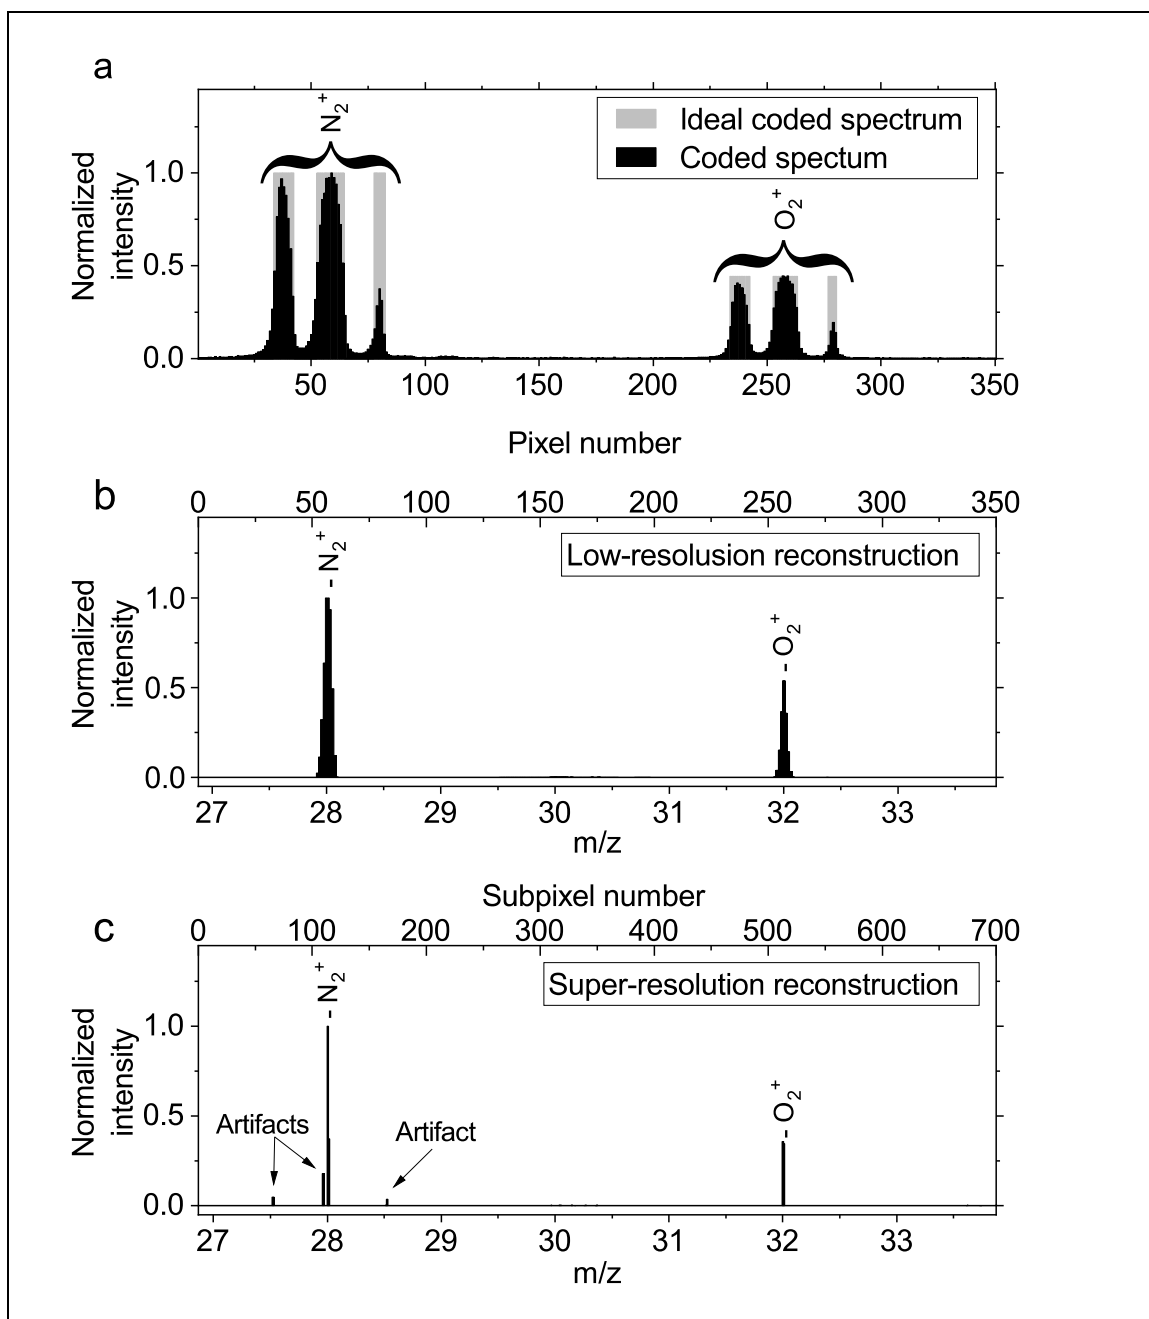 a
N₂⁺
Ideal coded spectrum
Coded spectum
O₂⁺
Normalized
intensity
1.0
0.5
0.0
50 100 150 200 250 300 350
Pixel number
b
0 50 100 150 200 250 300 350
N₂⁺
Low-resolusion reconstruction
O₂⁺
Normalized
intensity
1.0
0.5
0.0
27 28 29 30 31 32 33
m/z
Subpixel number
c
0 100 200 300 400 500 600 700
N₂⁺
Super-resolution reconstruction
Normalized
intensity
1.0
0.5
0.0
Artifacts
Artifact
O₂⁺
27 28 29 30 31 32 33
m/z